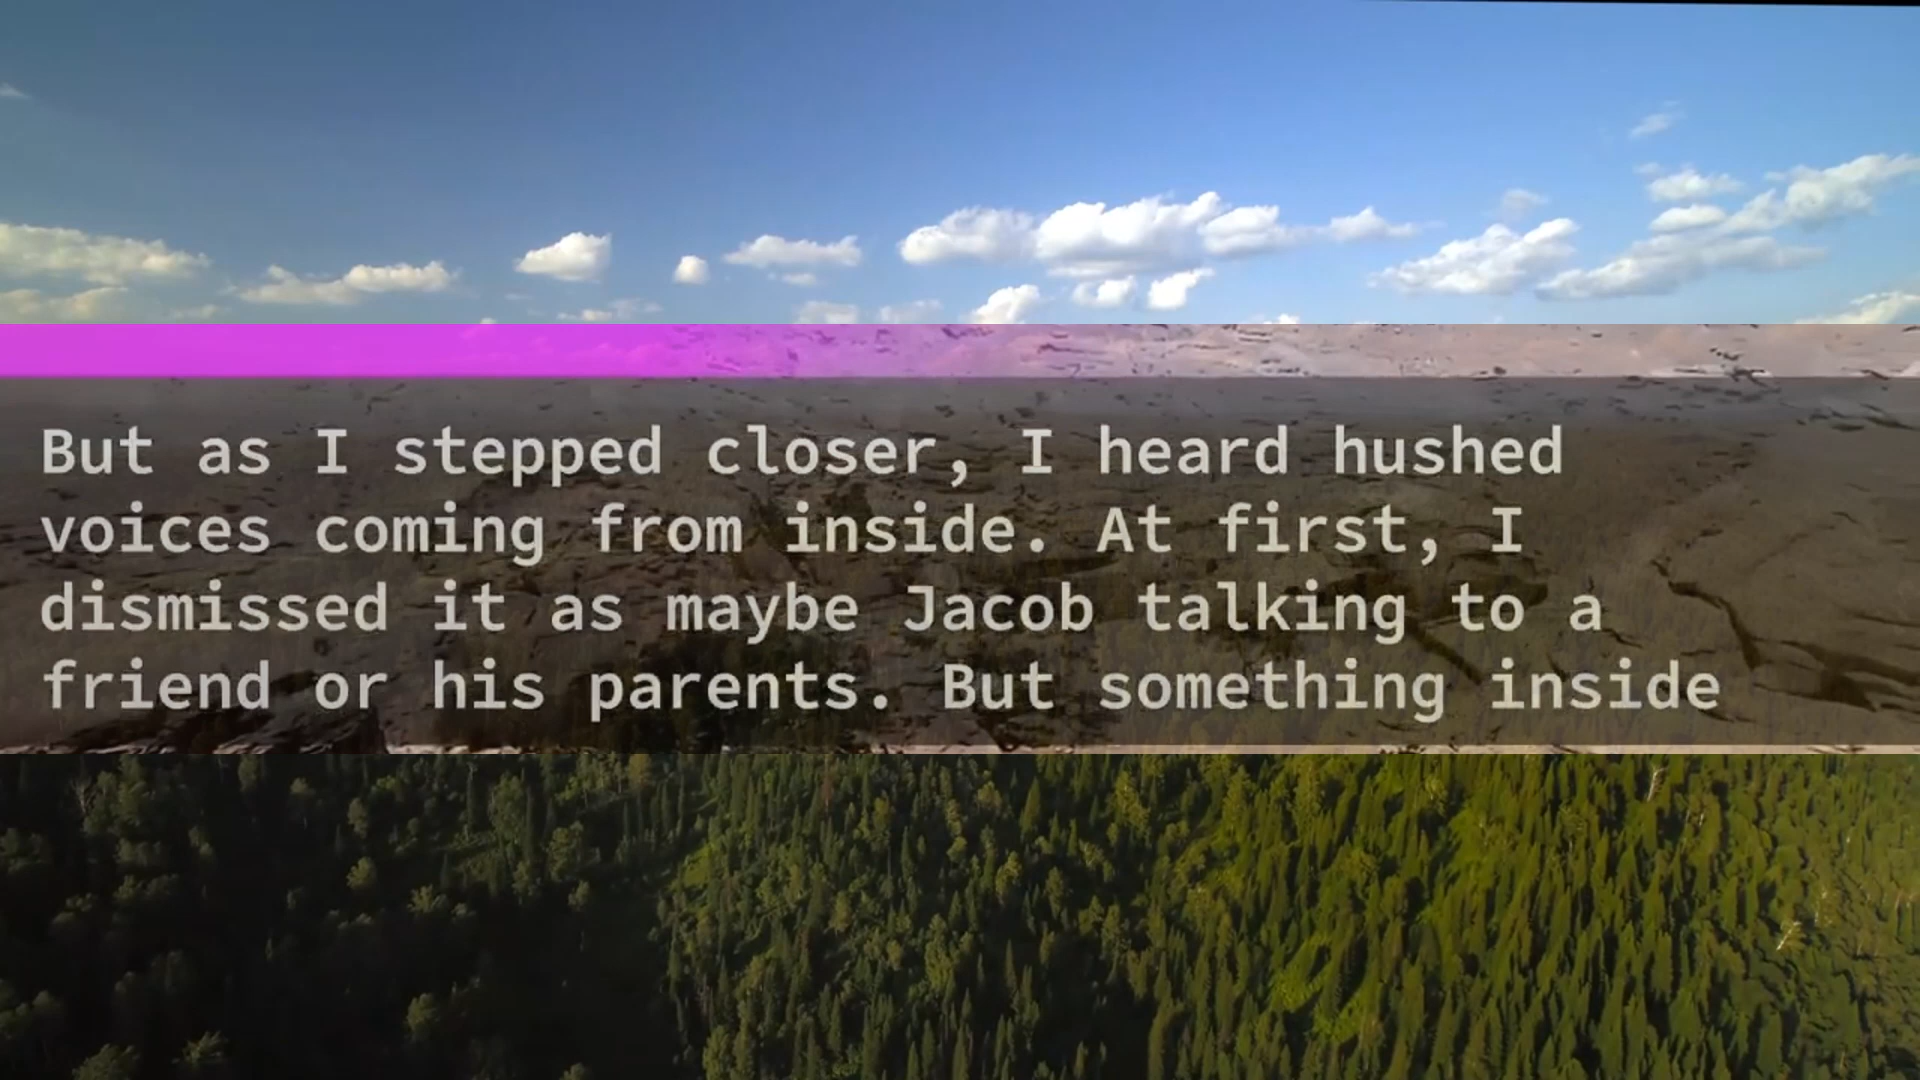 But as I stepped closer, I heard hushed
voices coming from inside. At first, I
dismissed it as maybe Jacob talking to a
friend or his parents. But something inside